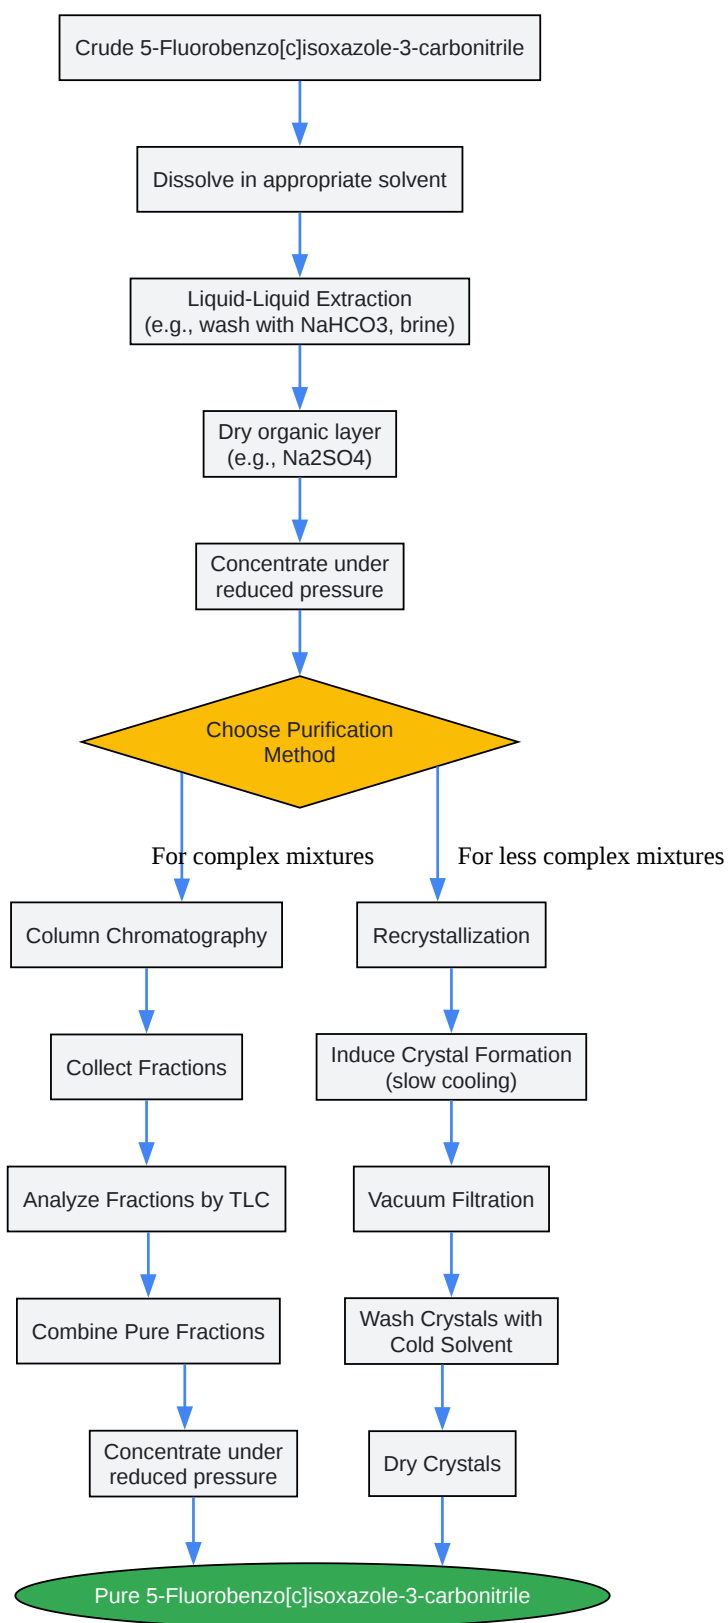 Crude 5-Fluorobenzo[c]isoxazole-3-carbonitrile
Dissolve in appropriate solvent
Liquid-Liquid Extraction
(e.g., wash with NaHCO3, brine)
Dry organic layer
(e.g., Na2SO4)
Concentrate under
reduced pressure
Choose Purification
Method
For complex mixtures
For less complex mixtures
Column Chromatography
Recrystallization
Collect Fractions
Induce Crystal Formation
(slow cooling)
Analyze Fractions by TLC
Vacuum Filtration
Combine Pure Fractions
Wash Crystals with
Cold Solvent
Concentrate under
reduced pressure
Dry Crystals
Pure 5-Fluorobenzo[c]isoxazole-3-carbonitrile